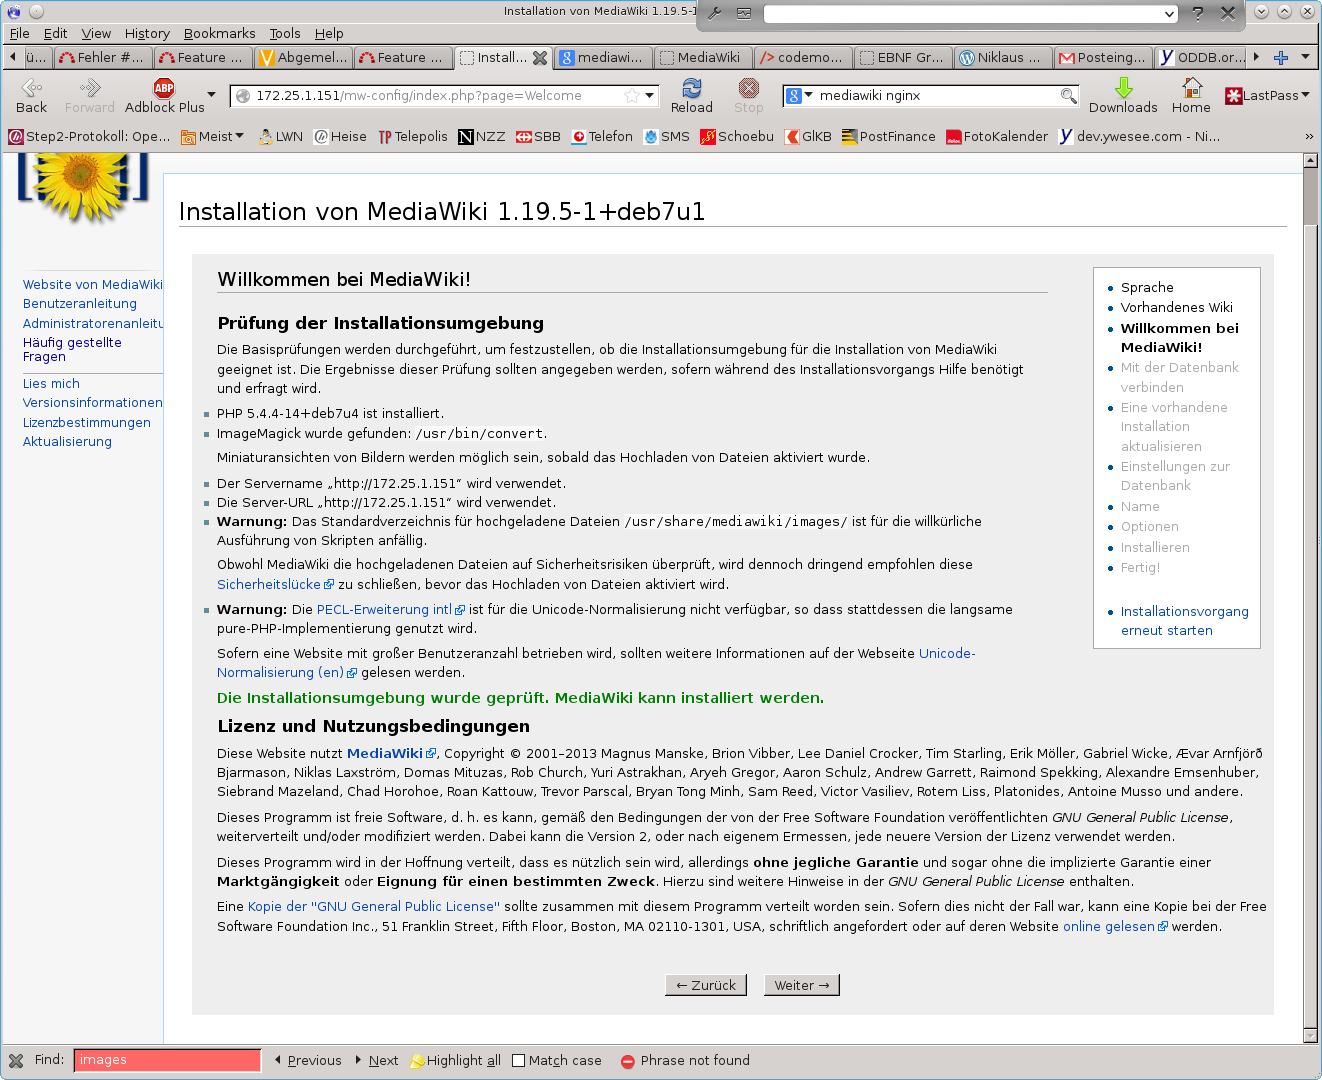 Installation von MediaWiki 1.19.5-1
File Edit View History Bookmarks Tools Help
ü... Fehler #... Feature ... Abgemel... Feature ... Install... mediawi... MediaWiki codemo... EBNF Gr... Niklaus ... Posteing... ODDB.or...
172.25.1.151/mw-config/index.php?page=Welcome
mediawiki nginx
Back Forward Adblock Plus Reload Stop Downloads Home LastPass
Step2-Protokoll: Ope... Meist LWN Heise Telepolis NZZ SBB Telefon SMS Schoebu GlKB PostFinance FotoKalender dev.ywesee.com - Ni... »
Installation von MediaWiki 1.19.5-1+deb7u1
Website von MediaWiki
Benutzeranleitung
Administratorenanleitu
Häufig gestellte
Fragen
Lies mich
Versionsinformationen
Lizenzbestimmungen
Aktualisierung
Willkommen bei MediaWiki!
Prüfung der Installationsumgebung
Die Basisprüfungen werden durchgeführt, um festzustellen, ob die Installationsumgebung für die Installation von MediaWiki
geeignet ist. Die Ergebnisse dieser Prüfung sollten angegeben werden, sofern während des Installationsvorgangs Hilfe benötigt
und erfragt wird.
PHP 5.4.4-14+deb7u4 ist installiert.
ImageMagick wurde gefunden: /usr/bin/convert.
Miniaturansichten von Bildern werden möglich sein, sobald das Hochladen von Dateien aktiviert wurde.
Der Servername „http://172.25.1.151“ wird verwendet.
Die Server-URL „http://172.25.1.151“ wird verwendet.
Warnung: Das Standardverzeichnis für hochgeladene Dateien /usr/share/mediawiki/images/ ist für die willkürliche
Ausführung von Skripten anfällig.
Obwohl MediaWiki die hochgeladenen Dateien auf Sicherheitsrisiken überprüft, wird dennoch dringend empfohlen diese
Sicherheitslücke zu schließen, bevor das Hochladen von Dateien aktiviert wird.
Warnung: Die PECL-Erweiterung intl ist für die Unicode-Normalisierung nicht verfügbar, so dass stattdessen die langsame
pure-PHP-Implementierung genutzt wird.
Sofern eine Website mit großer Benutzeranzahl betrieben wird, sollten weitere Informationen auf der Webseite Unicode-
Normalisierung (en) gelesen werden.
Die Installationsumgebung wurde geprüft. MediaWiki kann installiert werden.
Lizenz und Nutzungsbedingungen
Diese Website nutzt MediaWiki, Copyright © 2001–2013 Magnus Manske, Brion Vibber, Lee Daniel Crocker, Tim Starling, Erik Möller, Gabriel Wicke, Ævar Arnfjörð
Bjarmason, Niklas Laxström, Domas Mituzas, Rob Church, Yuri Astrakhan, Aryeh Gregor, Aaron Schulz, Andrew Garrett, Raimond Spekking, Alexandre Emsenhuber,
Siebrand Mazeland, Chad Horohoe, Roan Kattouw, Trevor Parscal, Bryan Tong Minh, Sam Reed, Victor Vasiliev, Rotem Liss, Platonides, Antoine Musso und andere.
Dieses Programm ist freie Software, d. h. es kann, gemäß den Bedingungen der von der Free Software Foundation veröffentlichten GNU General Public License,
weiterverteilt und/oder modifiziert werden. Dabei kann die Version 2, oder nach eigenem Ermessen, jede neuere Version der Lizenz verwendet werden.
Dieses Programm wird in der Hoffnung verteilt, dass es nützlich sein wird, allerdings ohne jegliche Garantie und sogar ohne die implizierte Garantie einer
Marktgängigkeit oder Eignung für einen bestimmten Zweck. Hierzu sind weitere Hinweise in der GNU General Public License enthalten.
Eine Kopie der "GNU General Public License" sollte zusammen mit diesem Programm verteilt worden sein. Sofern dies nicht der Fall war, kann eine Kopie bei der Free
Software Foundation Inc., 51 Franklin Street, Fifth Floor, Boston, MA 02110-1301, USA, schriftlich angefordert oder auf deren Website online gelesen werden.
← Zurück Weiter →
Sprache
Vorhandenes Wiki
Willkommen bei
MediaWiki!
Mit der Datenbank
verbinden
Eine vorhandene
Installation
aktualisieren
Einstellungen zur
Datenbank
Name
Optionen
Installieren
Fertig!
Installationsvorgang
erneut starten
Find: images Previous Next Highlight all Match case Phrase not found